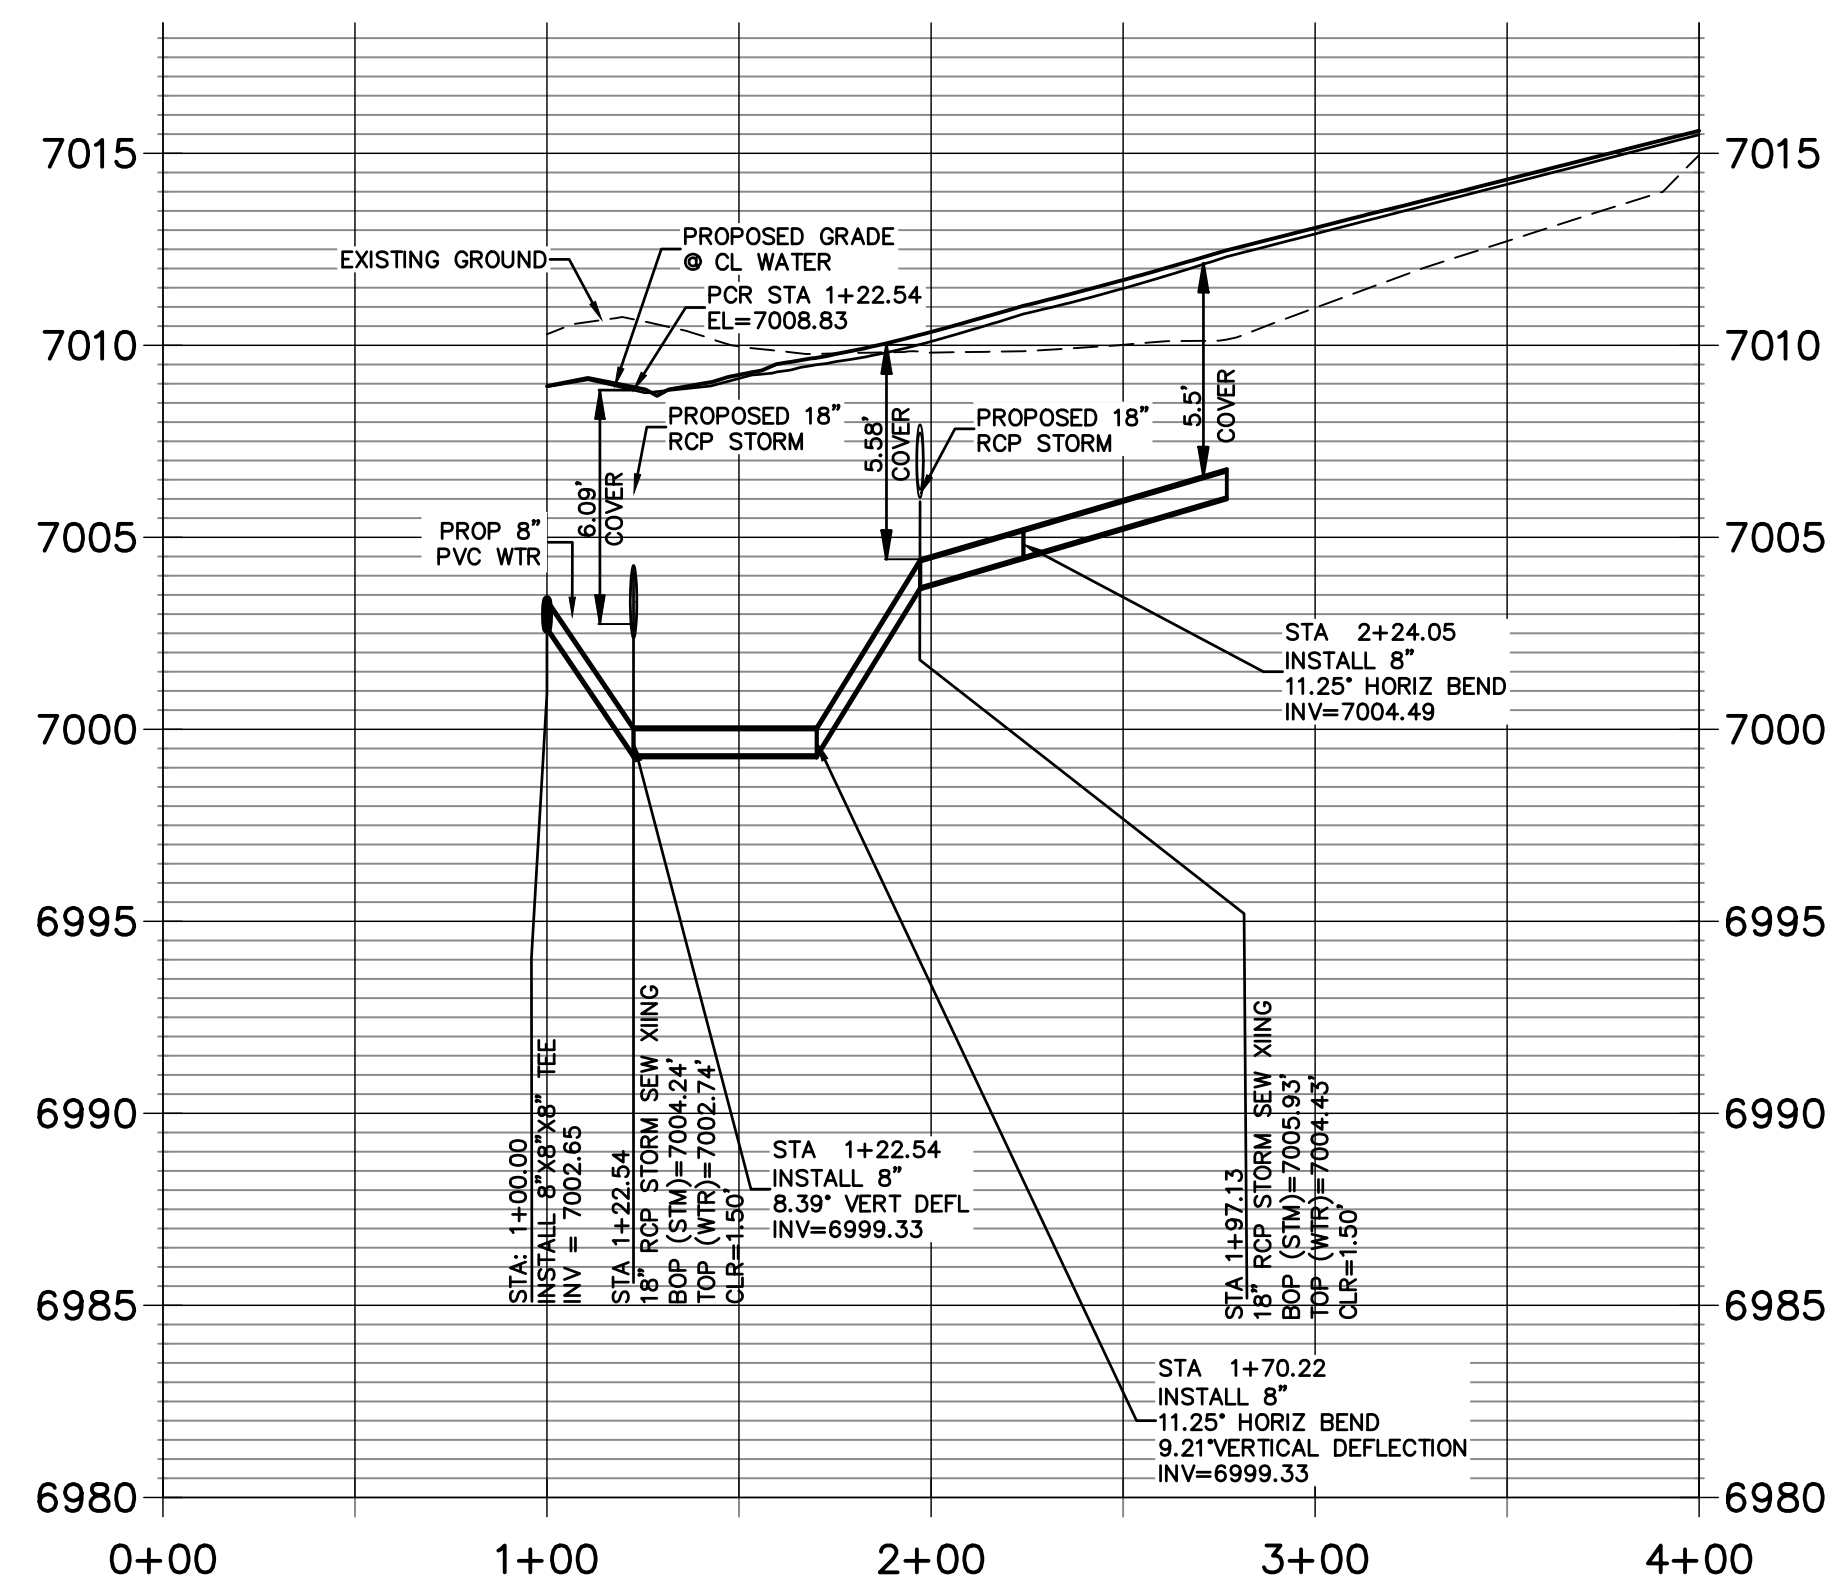 7015
7010
7005
7000
6995
6990
6985
6980
7015
7010
7005
7000
6995
6990
6985
6980
EXISTING GROUND
PROPOSED GRADE
@ CL WATER
PCR STA 1+22.54
EL=7008.83
PROPOSED 18"
RCP STORM
PROPOSED 18"
RCP STORM
6.09'
COVER
5.58'
COVER
5.5'
COVER
PROP 8"
PVC WTR
STA 2+24.05
INSTALL 8"
11.25° HORIZ BEND
INV=7004.49
STA: 1+00.00
INSTALL 8"X8"X8" TEE
INV = 7002.65
STA 1+22.54
18" RCP STORM SEW XIING
BOP (STM)=7004.24'
TOP (WTR)=7002.74'
CLR=1.50'
STA 1+22.54
INSTALL 8"
8.39° VERT DEFL
INV=6999.33
STA 1+97.13
18" RCP STORM SEW XIING
BOP (STM)=7005.93'
TOP (WTR)=7004.43'
CLR=1.50'
STA 1+70.22
INSTALL 8"
11.25° HORIZ BEND
9.21°VERTICAL DEFLECTION
INV=6999.33
0+00 1+00 2+00 3+00 4+00